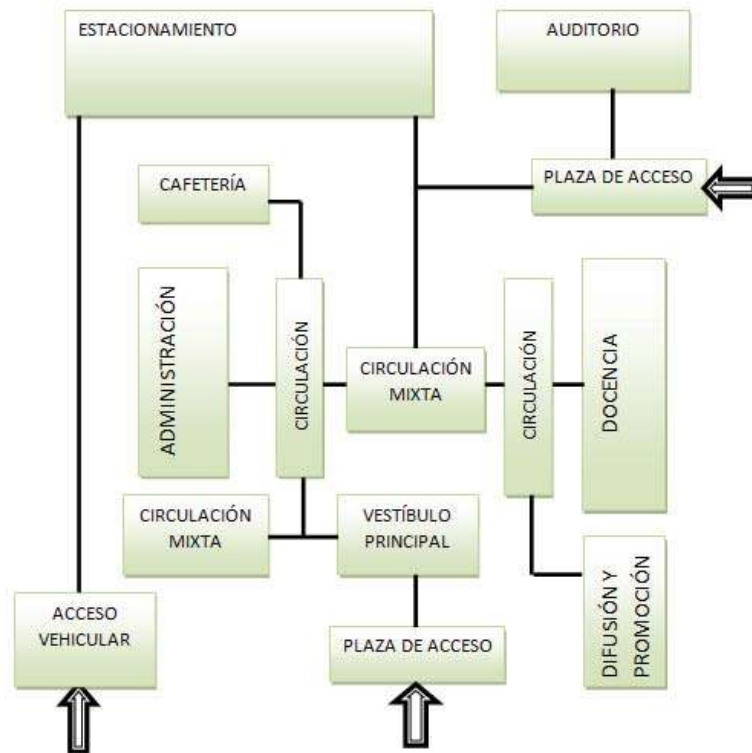 ESTACIONAMIENTO
AUDITORIO
CAFETERÍA
PLAZA DE ACCESO
ADMINISTRACIÓN
CIRCULACIÓN
CIRCULACIÓN
MIXTA
CIRCULACIÓN
DOCENCIA
CIRCULACIÓN
MIXTA
VESTÍBULO
PRINCIPAL
DIFUSIÓN Y
PROMOCIÓN
ACCESO
VEHICULAR
PLAZA DE ACCESO